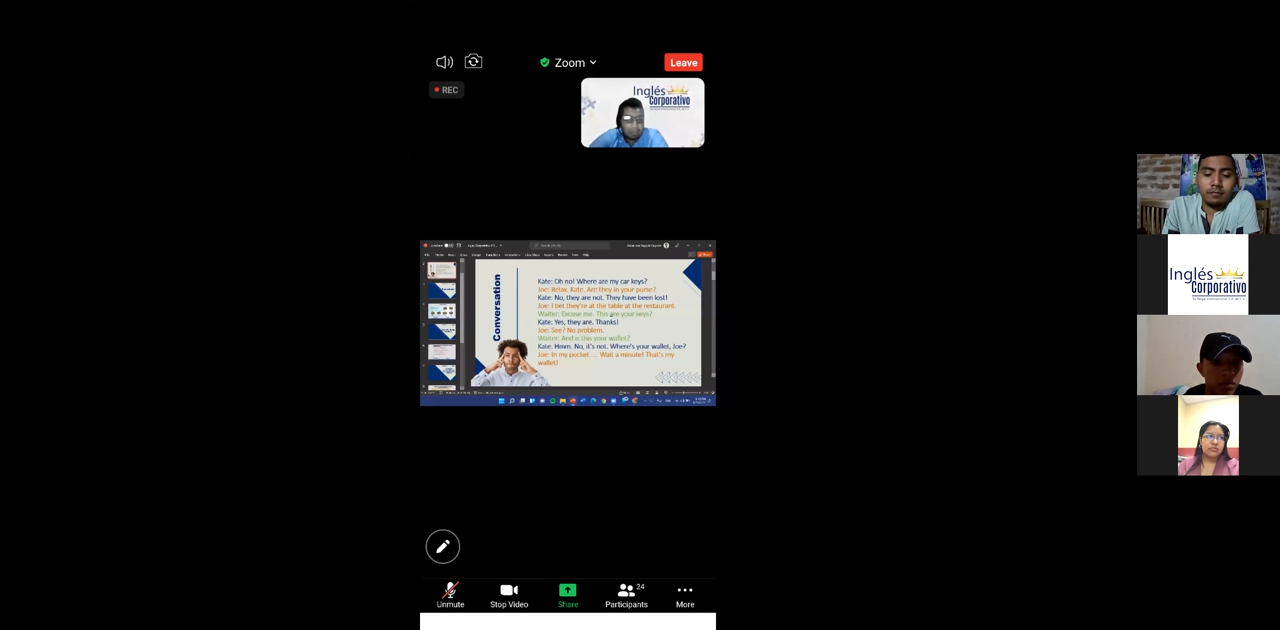 Zoom
Leave
REC
Inglés
Corporativo
Conversation
Kate: Oh no! Where are my car keys?
Joe: Relax, Kate. Are they in your purse?
Kate: No, they are not. They have been lost!
Joe: I bet they're at the table at the restaurant.
Waiter: Excuse me. This are your keys?
Kate: Yes, they are. Thanks!
Joe: See? No problem.
Waiter: And is this your wallet?
Kate: Hmm. No, it's not. Where's your wallet, Joe?
Joe: In my pocket ... Wait a minute! That's my
wallet!
Inglés
Corporativo
24
Unmute
Stop Video
Share
Participants
More